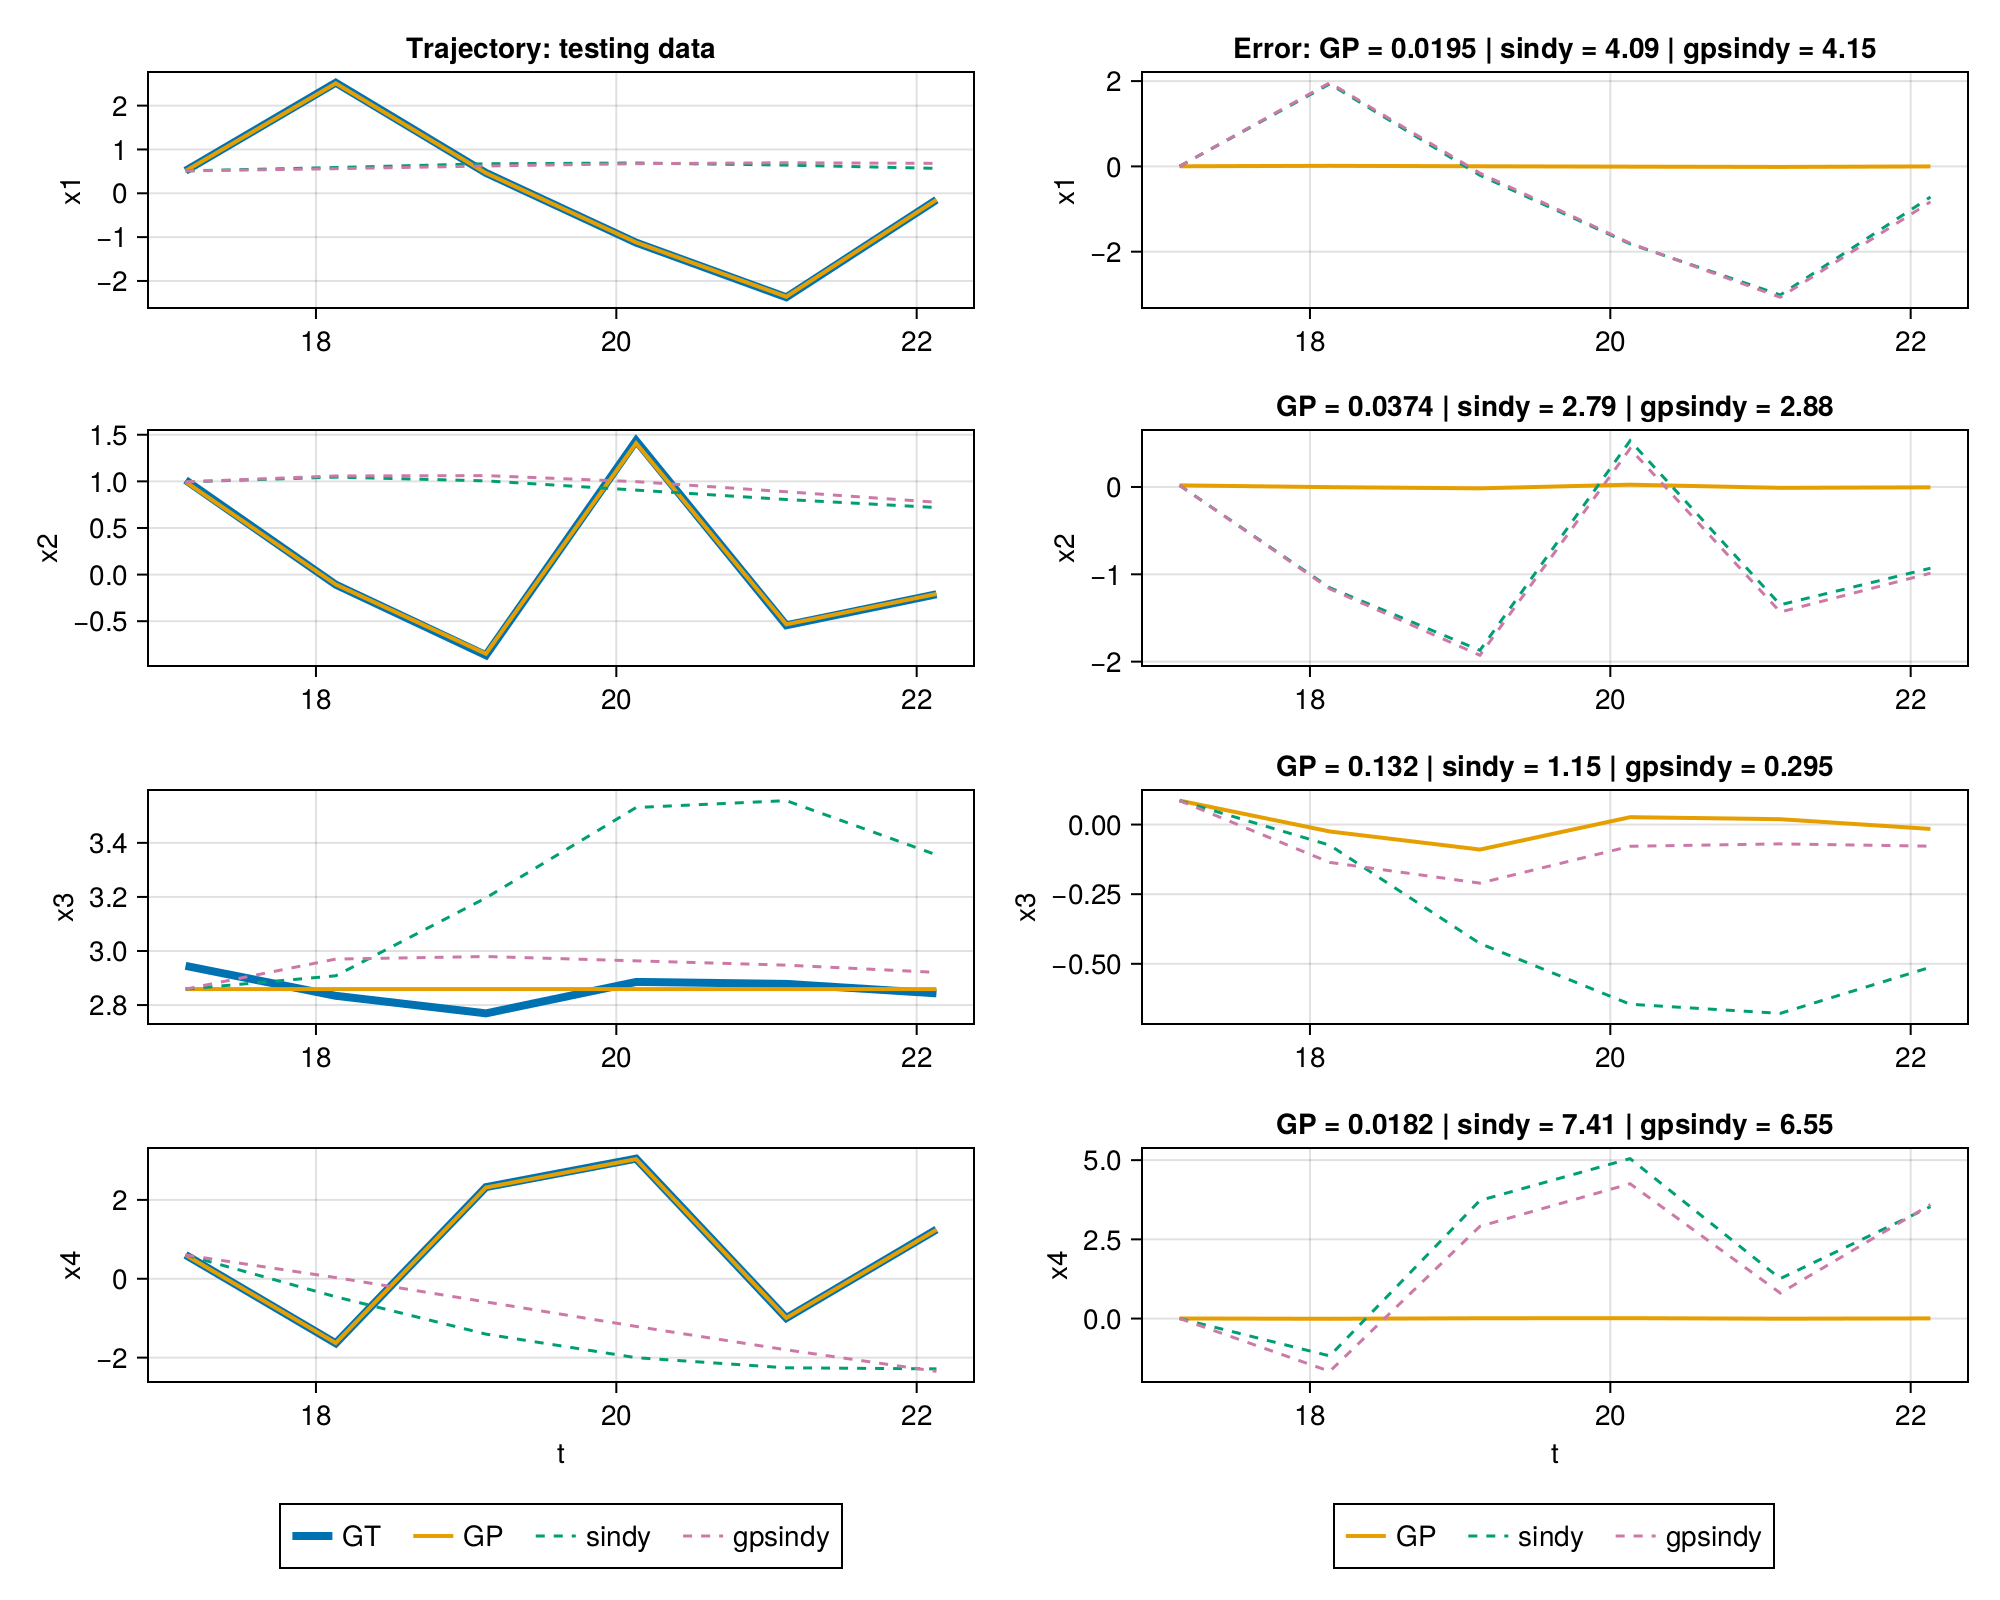 Trajectory: testing data
x1
2
1
0
−1
−2
18 20 22
Error: GP = 0.0195 | sindy = 4.09 | gpsindy = 4.15
x1
2
0
−2
18 20 22
x2
1.5
1.0
0.5
0.0
−0.5
18 20 22
GP = 0.0374 | sindy = 2.79 | gpsindy = 2.88
x2
0
−1
−2
18 20 22
x3
3.4
3.2
3.0
2.8
18 20 22
GP = 0.132 | sindy = 1.15 | gpsindy = 0.295
x3
0.00
−0.25
−0.50
18 20 22
x4
2
0
−2
18 20 22
t
GP = 0.0182 | sindy = 7.41 | gpsindy = 6.55
x4
5.0
2.5
0.0
18 20 22
t
GT GP sindy gpsindy
GP sindy gpsindy